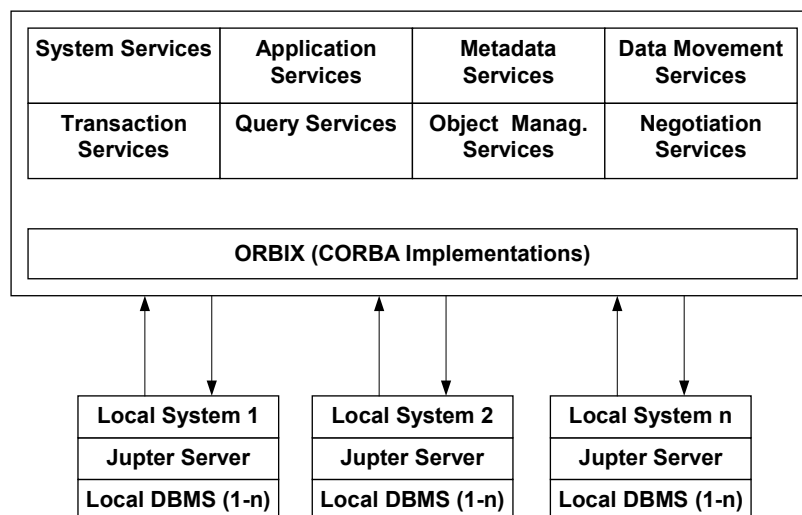 System Services
Application
Services
Metadata
Services
Data Movement
Services
Transaction
Services
Query Services
Object Manag.
Services
Negotiation
Services
ORBIX (CORBA Implementations)
Local System 1
Jupter Server
Local DBMS (1-n)
Local System 2
Jupter Server
Local DBMS (1-n)
Local System n
Jupter Server
Local DBMS (1-n)